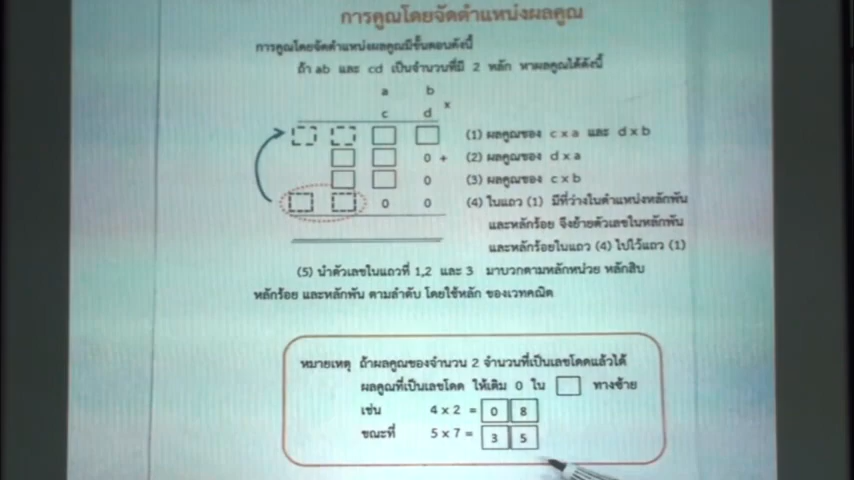 การคูณโดยจัดตำแหน่งผลคูณ
การคูณโดยจัดตำแหน่งผลคูณมีขั้นตอนดังนี้
ถ้า ab และ cd เป็นจำนวนที่มี 2 หลัก หาผลคูณได้ดังนี้
a b
x
c d
(1) ผลคูณของ c x a และ d x b
0 + (2) ผลคูณของ d x a
0 (3) ผลคูณของ c x b
0 0 (4) ในแถว (1) มีที่ว่างในตำแหน่งหลักพัน
และหลักร้อย จึงย้ายตัวเลขในหลักพัน
และหลักร้อยในแถว (4) ไปไว้แถว (1)
(5) นำตัวเลขในแถวที่ 1,2 และ 3 มาบวกตามหลักหน่วย หลักสิบ
หลักร้อย และหลักพัน ตามลำดับ โดยใช้หลัก ของเวทคณิต
หมายเหตุ ถ้าผลคูณของจำนวน 2 จำนวนที่เป็นเลขโดดแล้วได้
ผลคูณที่เป็นเลขโดด ให้เติม 0 ใน ทางซ้าย
เช่น 4 x 2 = 0 8
ขณะที่ 5 x 7 = 3 5